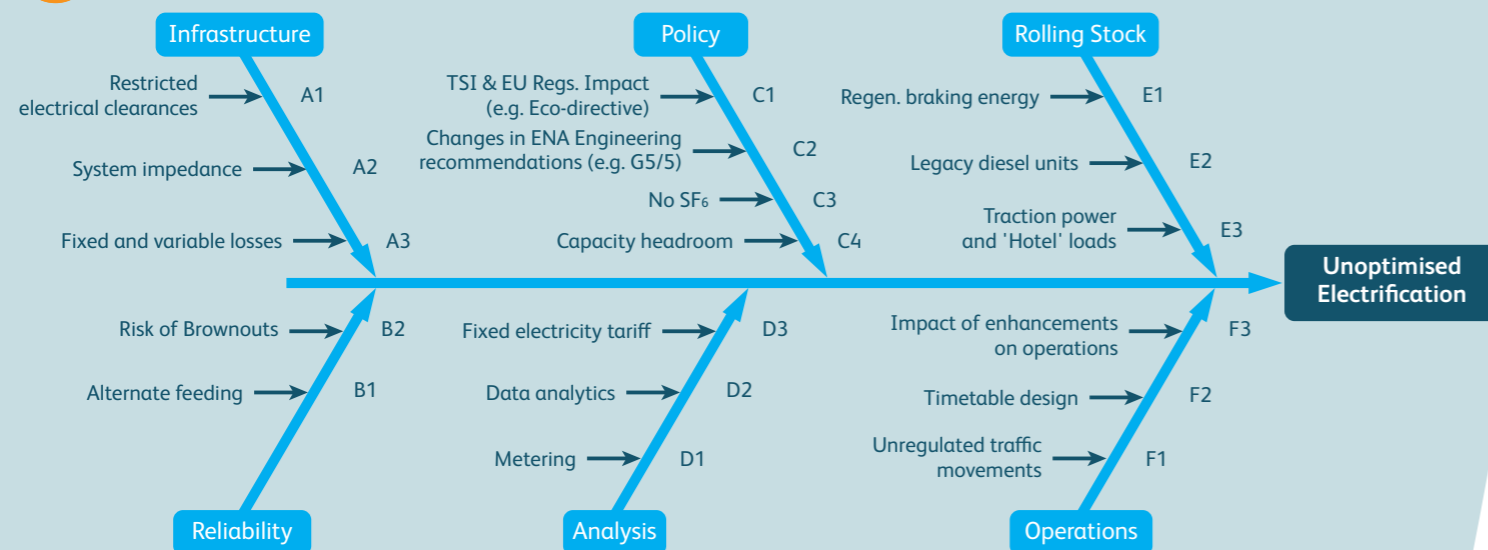 Infrastructure
Policy
Rolling Stock
Restricted
electrical clearances
A1
TSI & EU Regs. Impact
(e.g. Eco-directive)
C1
Regen. braking energy
E1
System impedance
A2
Changes in ENA Engineering
recommendations (e.g. G5/5)
C2
Legacy diesel units
E2
No SF₆
C3
Fixed and variable losses
A3
Capacity headroom
C4
Traction power
and 'Hotel' loads
E3
Unoptimised
Electrification
Risk of Brownouts
B2
Fixed electricity tariff
D3
Impact of enhancements
on operations
F3
Alternate feeding
B1
Data analytics
D2
Timetable design
F2
Metering
D1
Unregulated traffic
movements
F1
Reliability
Analysis
Operations